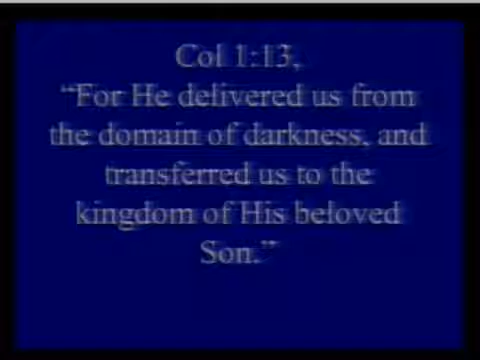 Col 1:13,
“For He delivered us from
the domain of darkness, and
transferred us to the
kingdom of His beloved
Son.”